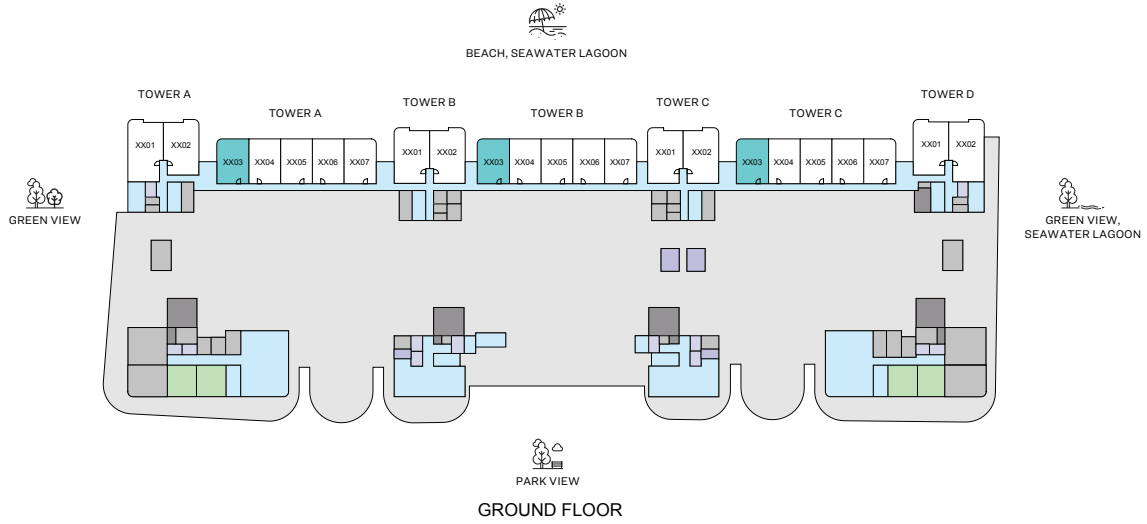 BEACH, SEAWATER LAGOON
TOWER A
TOWER A
TOWER B
TOWER B
TOWER C
TOWER C
TOWER D
XX01 XX02
XX03 XX04 XX05 XX06 XX07
XX01 XX02
XX03 XX04 XX05 XX06 XX07
XX01 XX02
XX03 XX04 XX05 XX06 XX07
XX01 XX02
GREEN VIEW
GREEN VIEW,
SEAWATER LAGOON
PARK VIEW
GROUND FLOOR